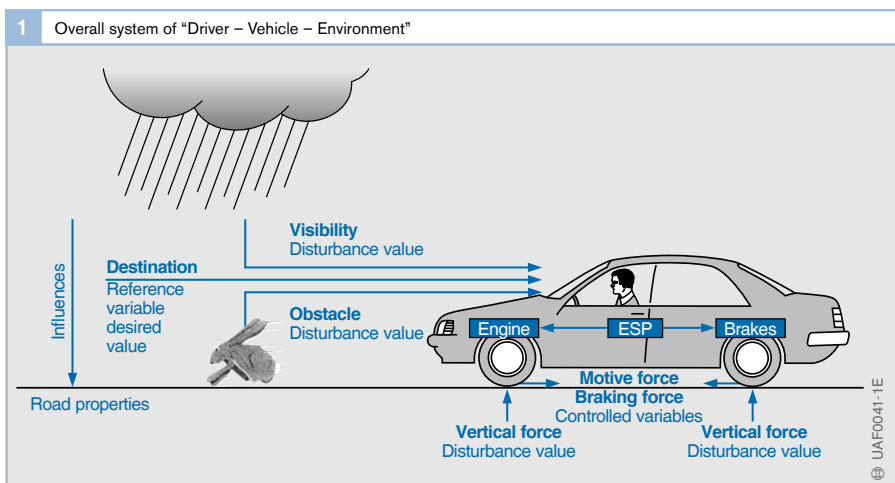 1 Overall system of “Driver – Vehicle – Environment”
Visibility
Disturbance value
Influences
Destination
Reference
variable
desired
value
Obstacle
Disturbance value
Engine
ESP
Brakes
Road properties
Motive force
Braking force
Controlled variables
Vertical force
Disturbance value
Vertical force
Disturbance value
UAF0041-1E